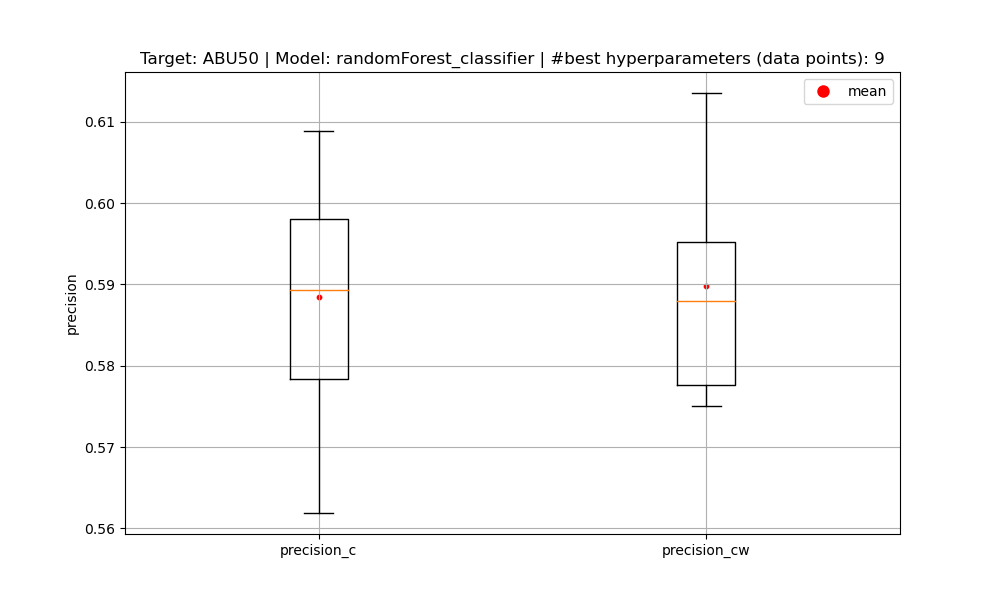 Target: ABU50 | Model: randomForest_classifier | #best hyperparameters (data points): 9
mean
0.61
0.60
0.59
0.58
0.57
0.56
precision
precision_c
precision_cw